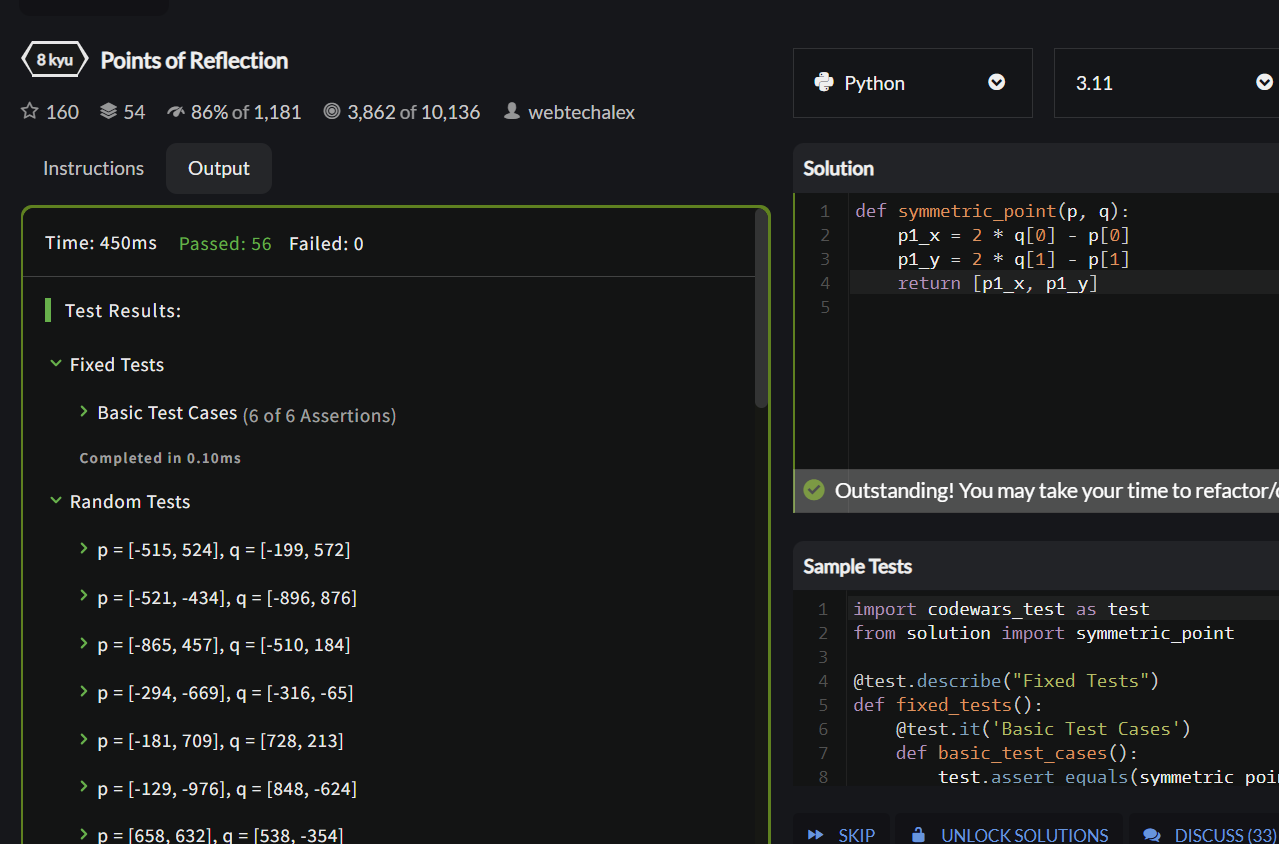 8 kyu Points of Reflection
160 54 86% of 1,181 3,862 of 10,136 webtechalex
Instructions Output
Time: 450ms Passed: 56 Failed: 0
Test Results:
Fixed Tests
Basic Test Cases (6 of 6 Assertions)
Completed in 0.10ms
Random Tests
p = [-515, 524], q = [-199, 572]
p = [-521, -434], q = [-896, 876]
p = [-865, 457], q = [-510, 184]
p = [-294, -669], q = [-316, -65]
p = [-181, 709], q = [728, 213]
p = [-129, -976], q = [848, -624]
p = [658, 632], q = [538, -354]
Python 3.11
Solution
1 def symmetric_point(p, q):
2 p1_x = 2 * q[0] - p[0]
3 p1_y = 2 * q[1] - p[1]
4 return [p1_x, p1_y]
5
Outstanding! You may take your time to refactor/
Sample Tests
1 import codewars_test as test
2 from solution import symmetric_point
3
4 @test.describe("Fixed Tests")
5 def fixed_tests():
6 @test.it('Basic Test Cases')
7 def basic_test_cases():
8 test.assert_equals(symmetric_poi
SKIP UNLOCK SOLUTIONS DISCUSS (33)